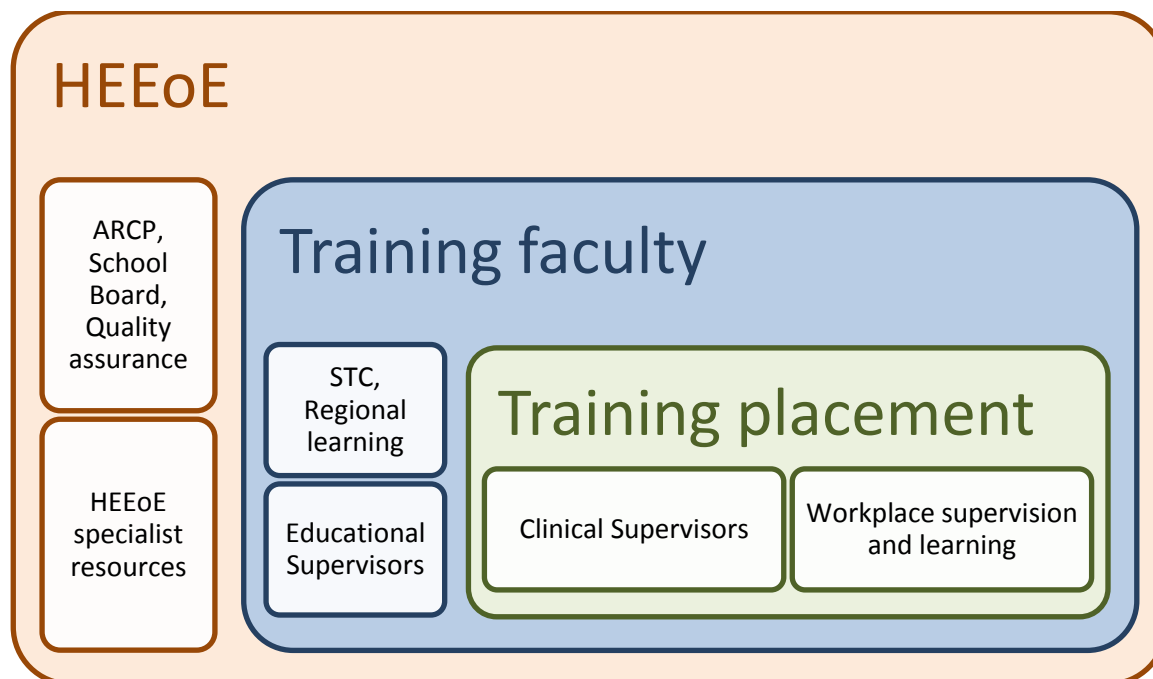 HEEoE
ARCP,
School
Board,
Quality
assurance
HEEoE
specialist
resources
Training faculty
STC,
Regional
learning
Educational
Supervisors
Training placement
Clinical Supervisors
Workplace supervision
and learning